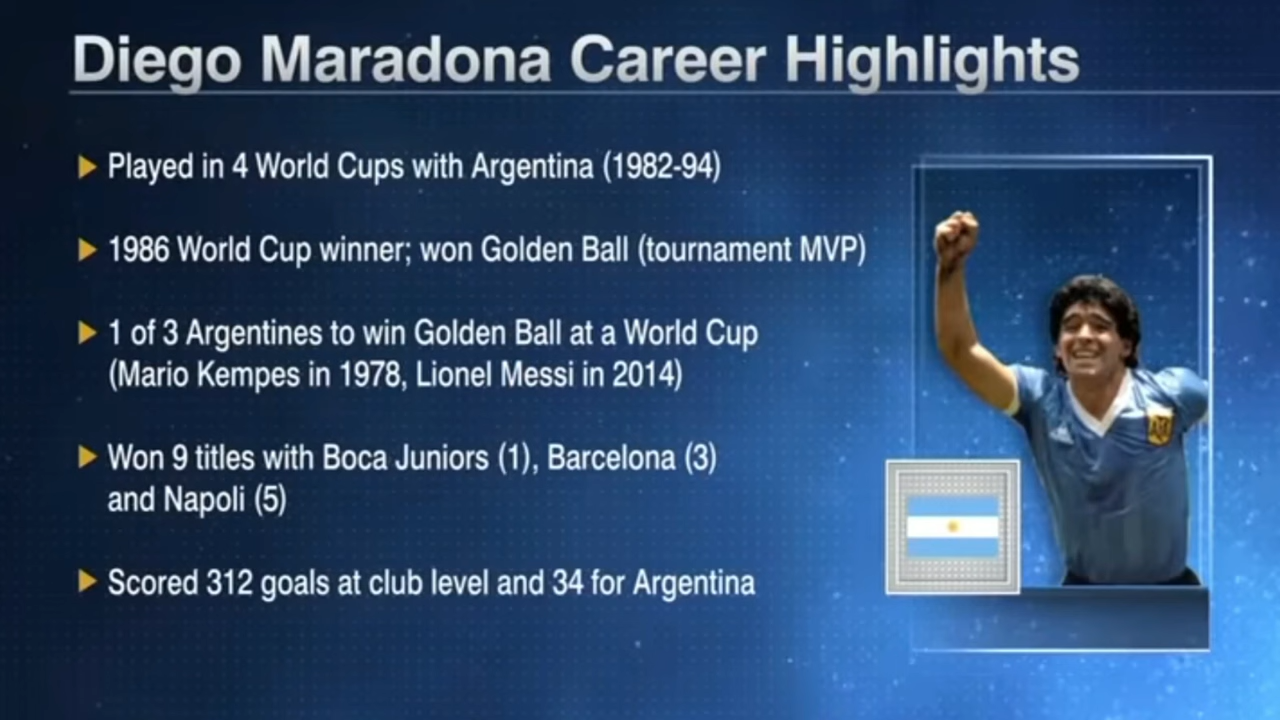 Diego Maradona Career Highlights
Played in 4 World Cups with Argentina (1982-94)
1986 World Cup winner; won Golden Ball (tournament MVP)
1 of 3 Argentines to win Golden Ball at a World Cup
(Mario Kempes in 1978, Lionel Messi in 2014)
Won 9 titles with Boca Juniors (1), Barcelona (3)
and Napoli (5)
Scored 312 goals at club level and 34 for Argentina